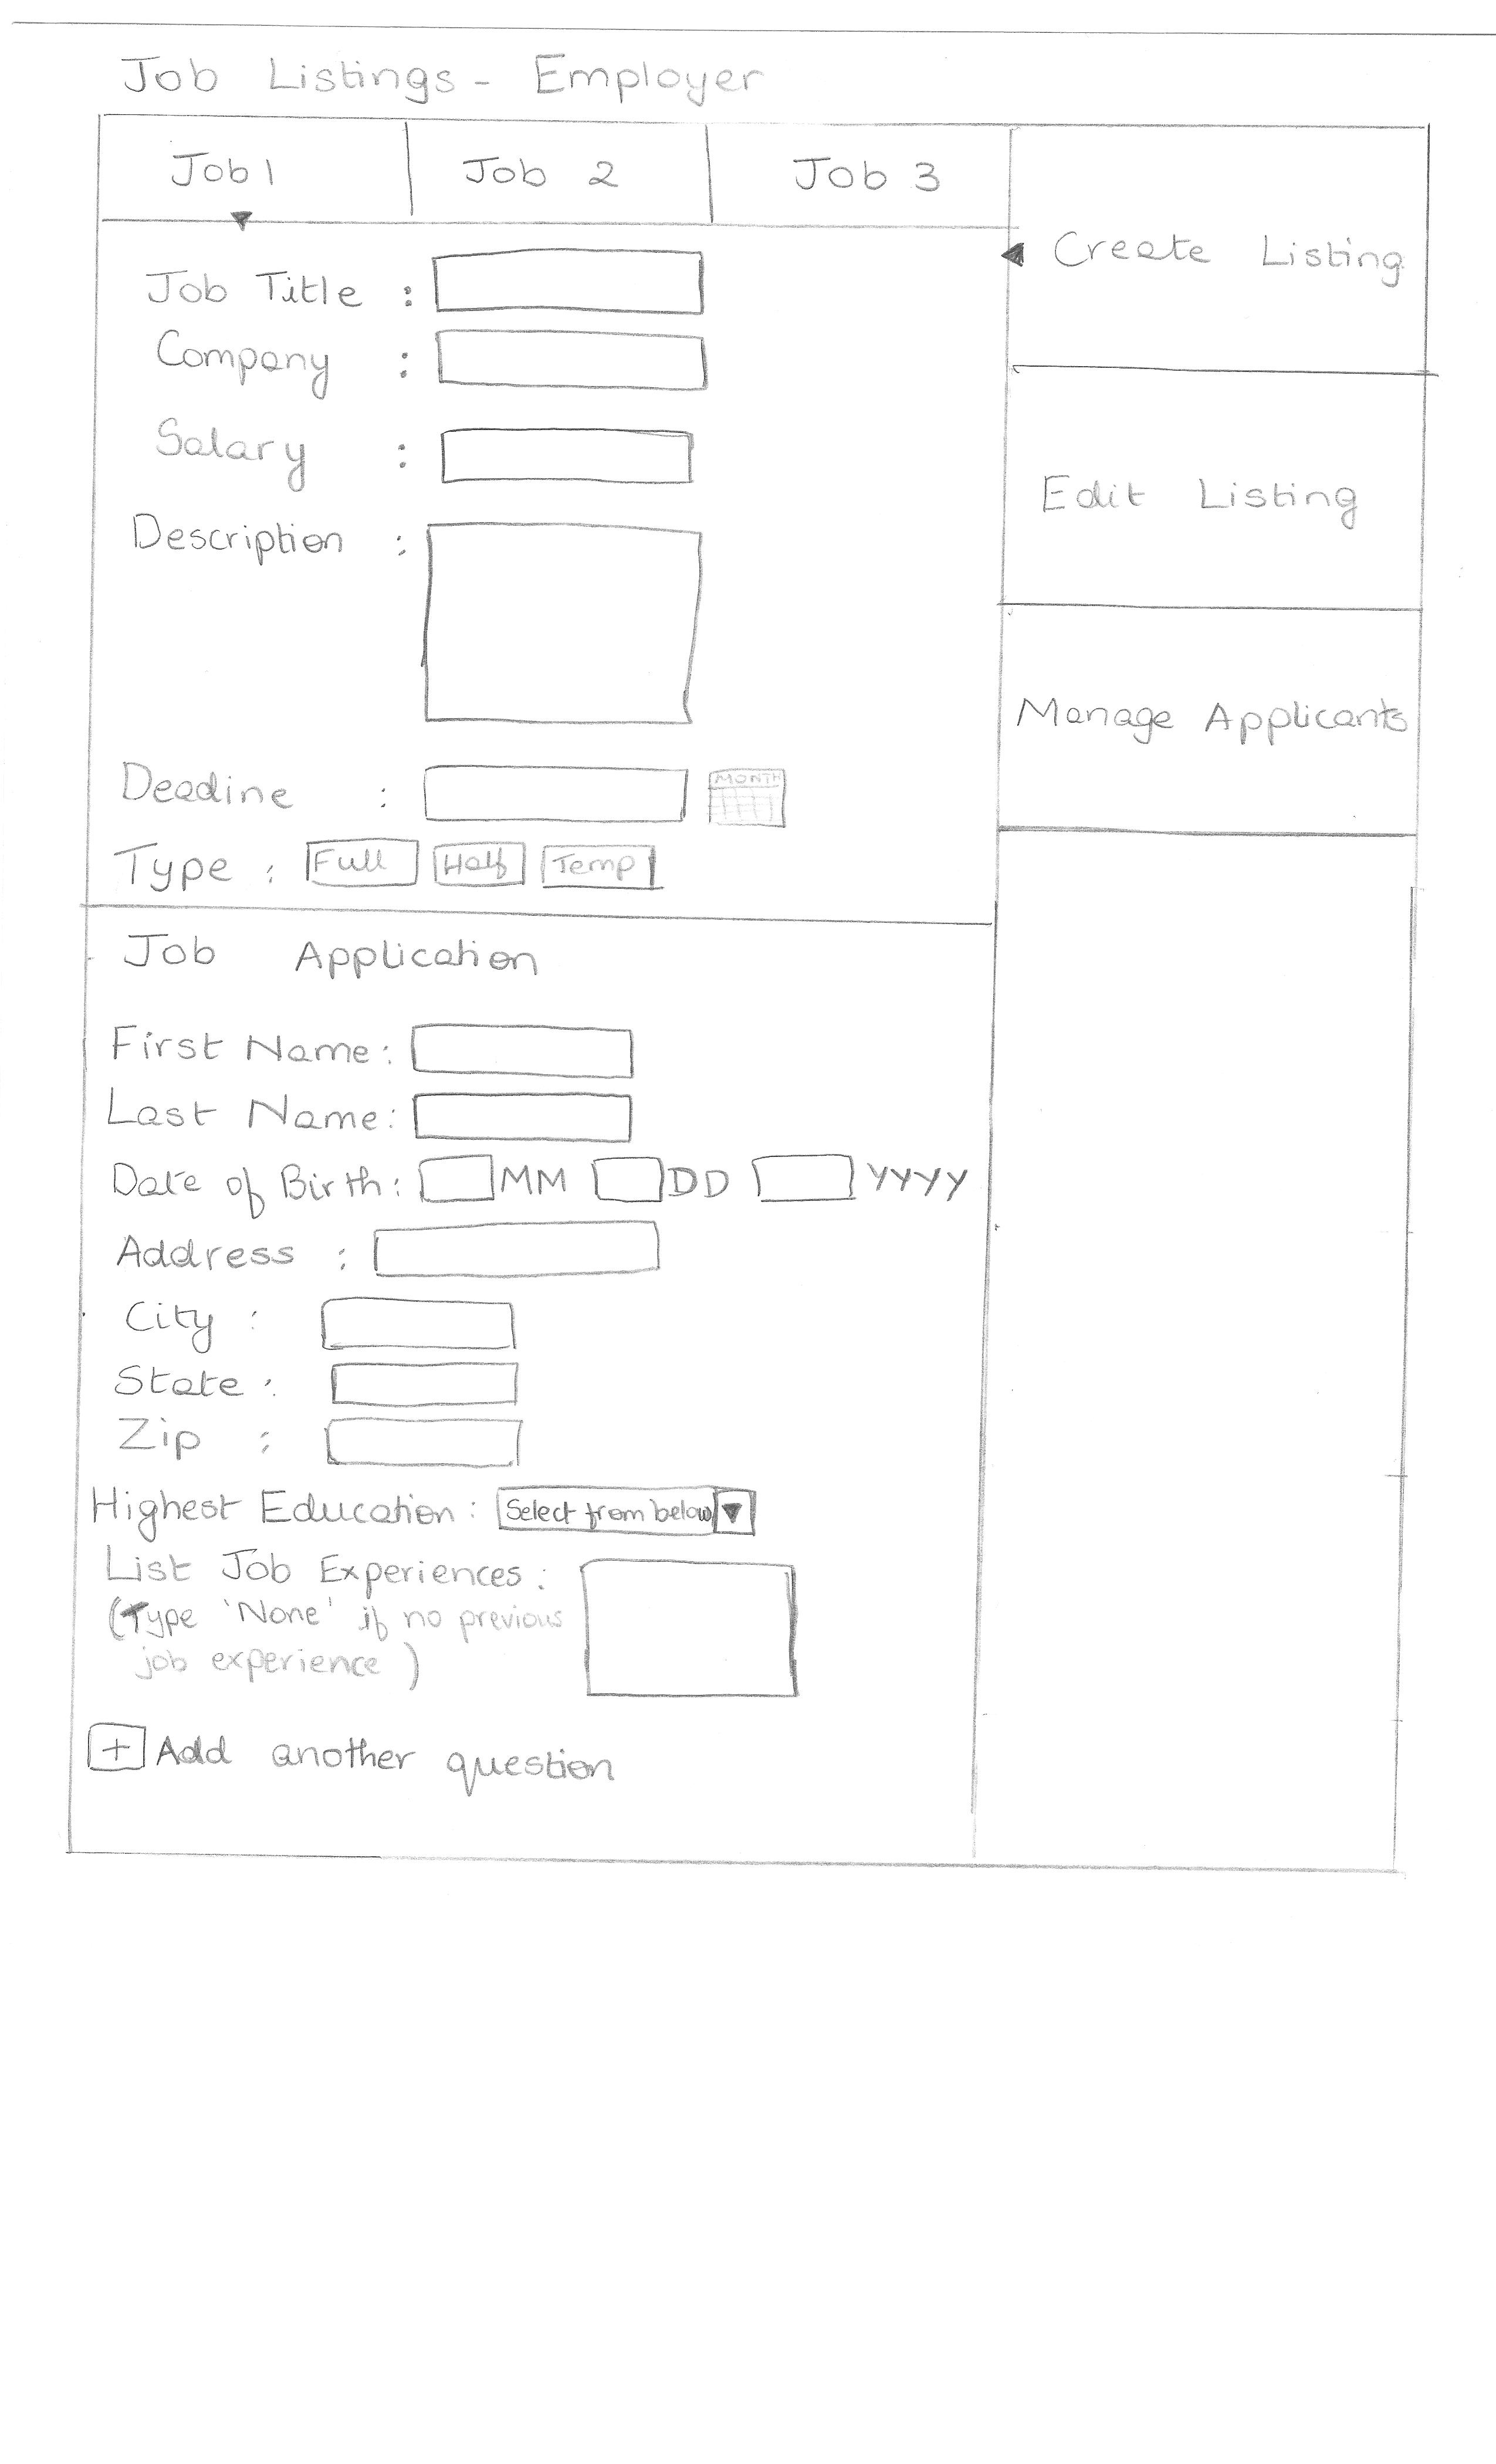 Job Listings - Employer
Job 1 Job 2 Job 3
Create Listing
Edit Listing
Manage Applicants
Job Title :
Company :
Salary :
Description :
Deadine : MONTH
Type : Full Half Temp
Job Application
First Name :
Last Name :
Date of Birth : MM DD YYYY
Address :
City :
State :
Zip :
Highest Education : Select from below
List Job Experiences :
(Type 'None' if no previous
job experience )
+ Add another question